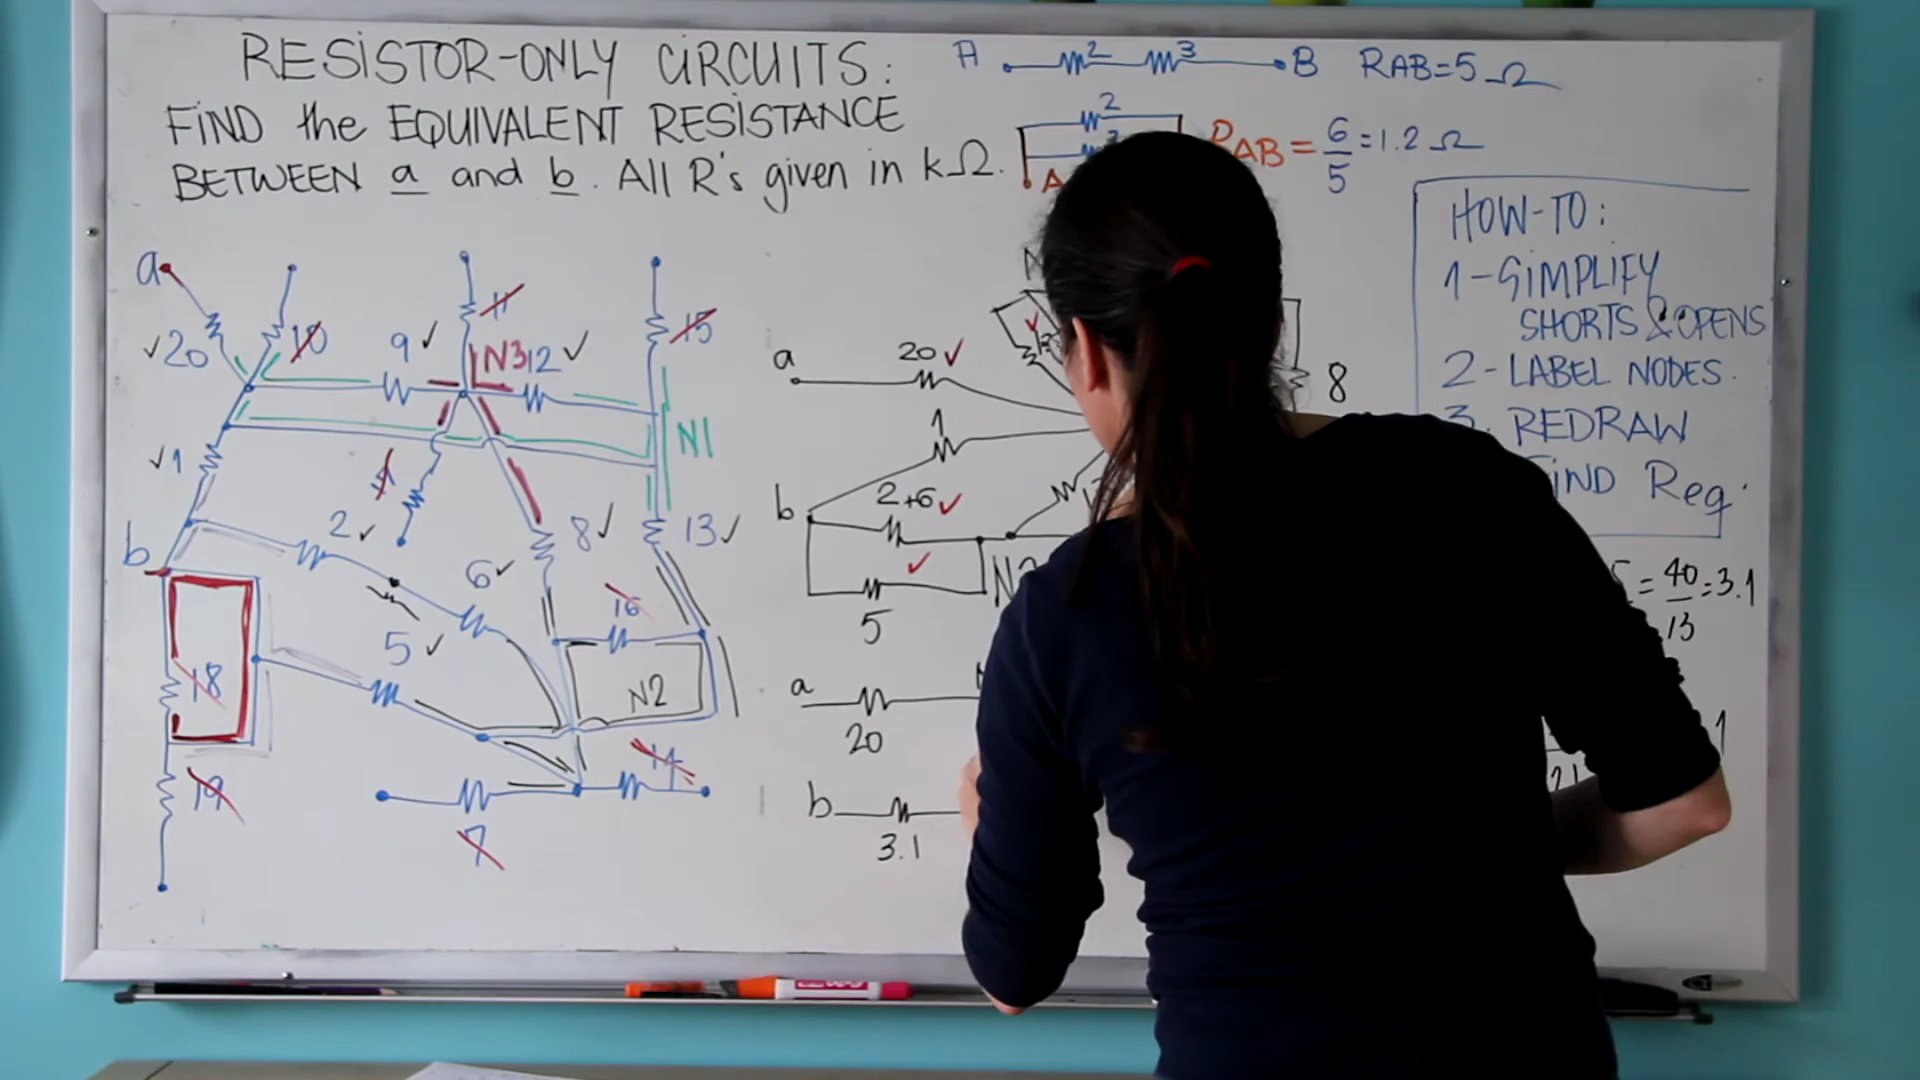 RESISTOR-ONLY CIRCUITS:
FIND the EQUIVALENT RESISTANCE
BETWEEN a and b. All R's given in kΩ.
A 2 3 B RAB=5Ω
2
AB = 6/5 = 1.2 Ω
A
HOW-TO:
1-SIMPLIFY
SHORTS & OPENS
2-LABEL NODES.
3. REDRAW
FIND Req.
a
✓20
10
9 ✓
11
N3
12 ✓
15
N1
✓1
b
2 ✓
6 ✓
5 ✓
8 ✓
13 ✓
16
N2
18
19
7
14
a
20 ✓
8
1
b
2+6 ✓
✓
5
a
20
b
3.1
= 40/13 = 3.1